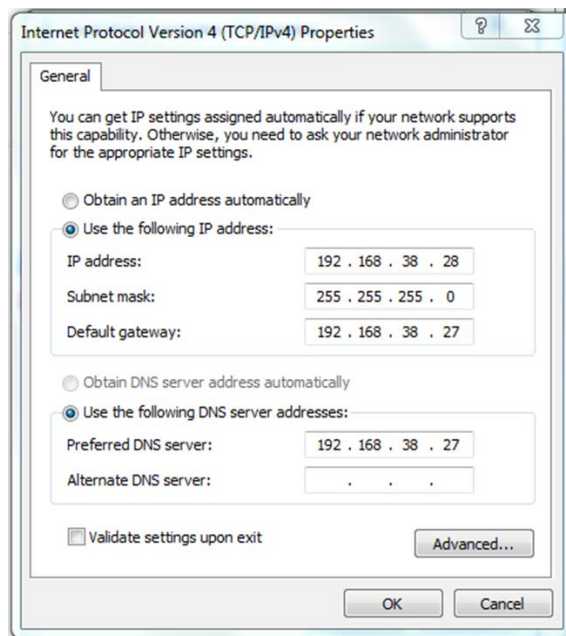 Internet Protocol Version 4 (TCP/IPv4) Properties
General
You can get IP settings assigned automatically if your network supports
this capability. Otherwise, you need to ask your network administrator
for the appropriate IP settings.
Obtain an IP address automatically
Use the following IP address:
IP address: 192 . 168 . 38 . 28
Subnet mask: 255 . 255 . 255 . 0
Default gateway: 192 . 168 . 38 . 27
Obtain DNS server address automatically
Use the following DNS server addresses:
Preferred DNS server: 192 . 168 . 38 . 27
Alternate DNS server: . . .
Validate settings upon exit
Advanced...
OK Cancel